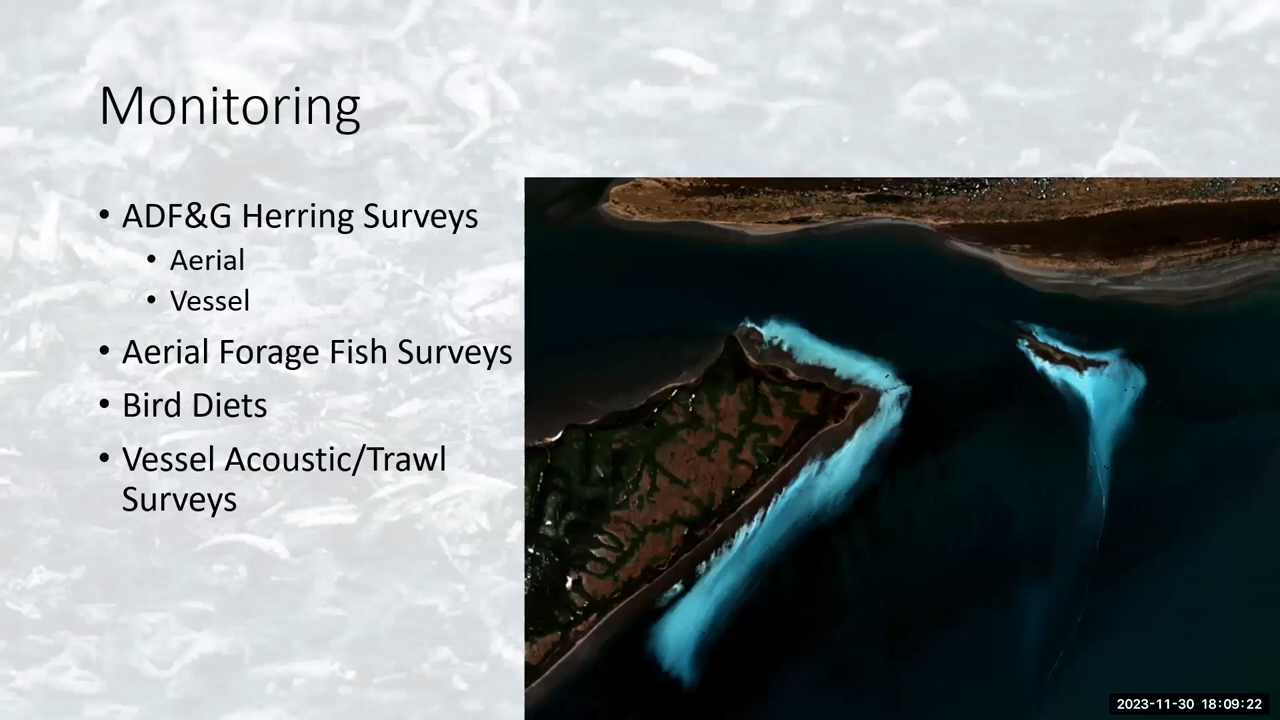 Monitoring
• ADF&G Herring Surveys
• Aerial
• Vessel
• Aerial Forage Fish Surveys
• Bird Diets
• Vessel Acoustic/Trawl
Surveys
2023-11-30 18:09:22